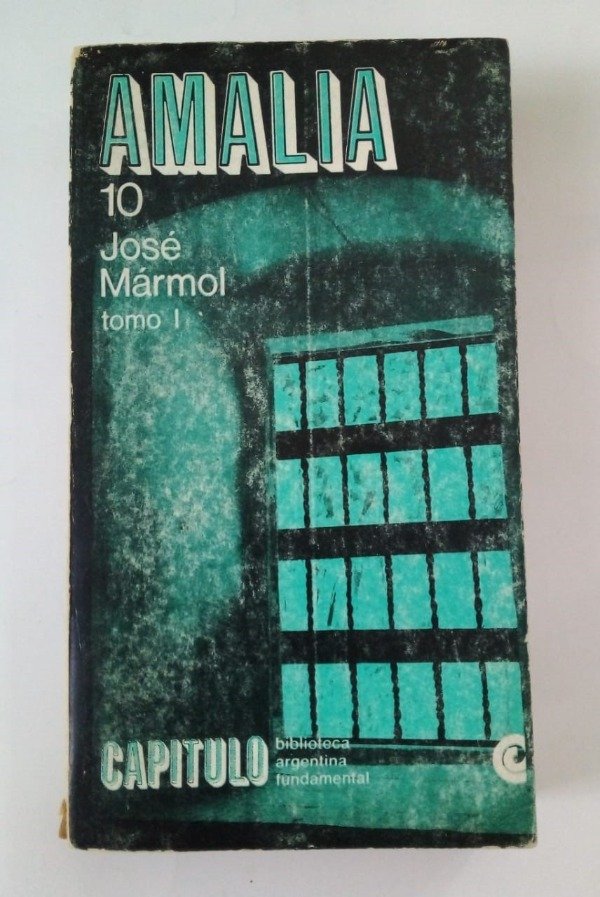 AMALIA
10
José
Mármol
tomo I
CAPITULO
biblioteca
argentina
fundamental